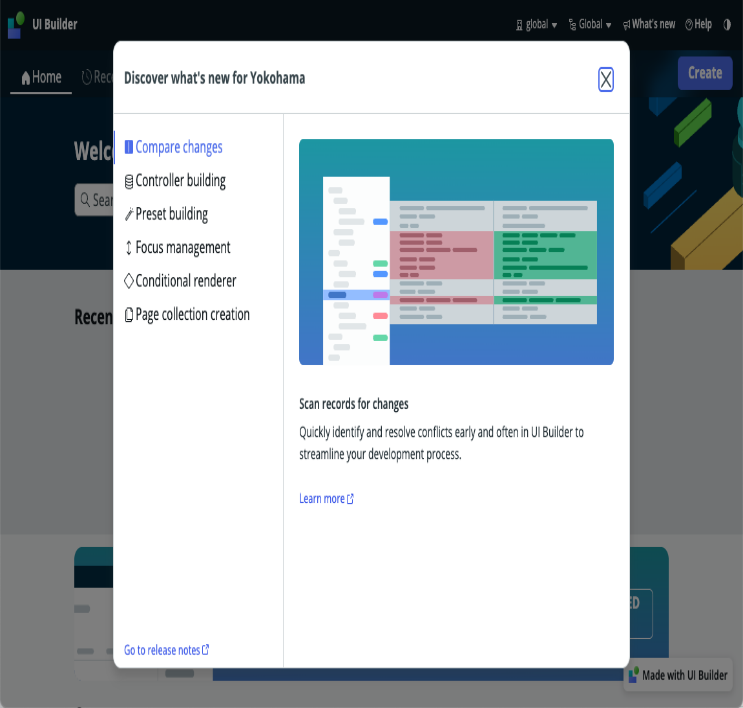 UI Builder
global
Global
What's new
Help
Home
Create
Discover what's new for Yokohama
Compare changes
Controller building
Preset building
Focus management
Conditional renderer
Page collection creation
Scan records for changes
Quickly identify and resolve conflicts early and often in UI Builder to
streamline your development process.
Learn more
Go to release notes
Recen
Welc
Sear
Reco
ED
Made with UI Builder